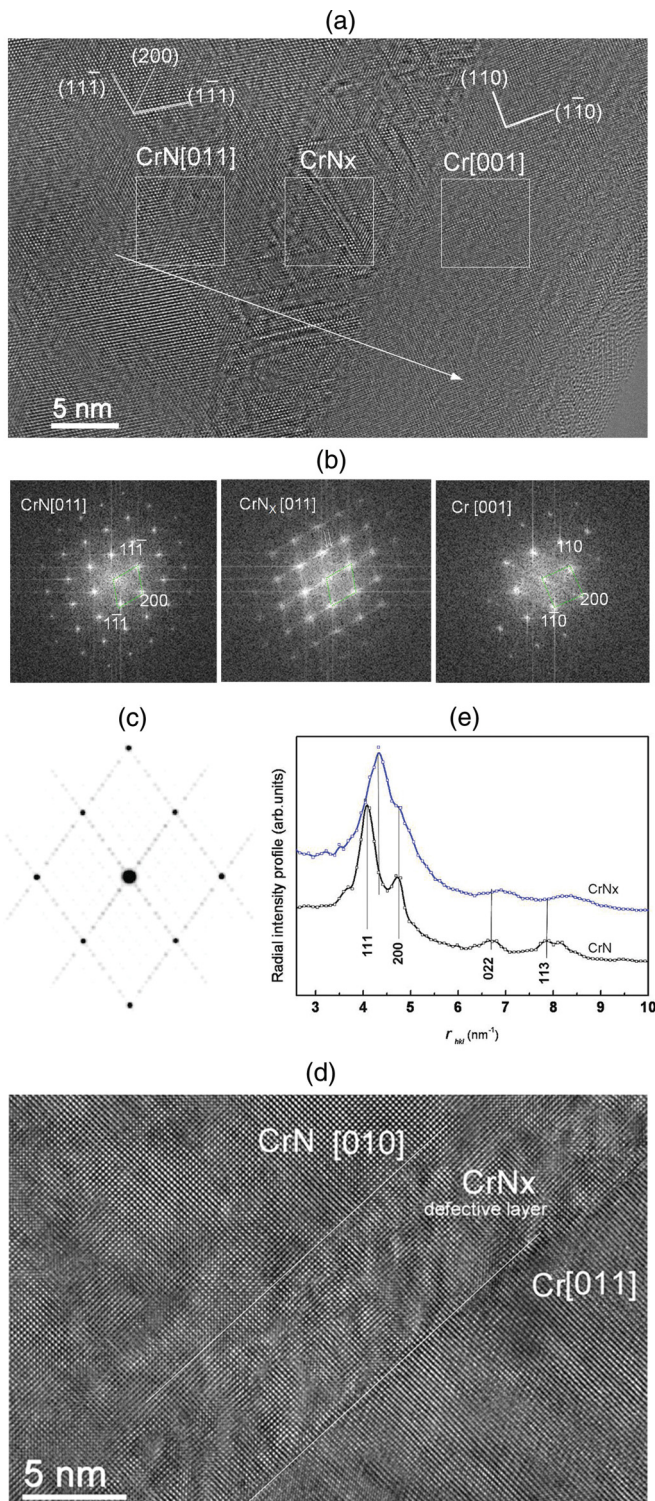 (a)
(200)
(111̄)
(11̄1)
(110)
(11̄0)
CrN[011]
CrNx
Cr[001]
5 nm
(b)
CrN[011]
111̄
200
11̄1
CrNX [011]
Cr [001]
110
200
11̄0
(c)
(e)
Radial intensity profile (arb.units)
CrNx
CrN
111
200
022
113
3 4 5 6 7 8 9 10
r hkl (nm⁻¹)
(d)
CrN [010]
CrNx
defective layer
Cr[011]
5 nm